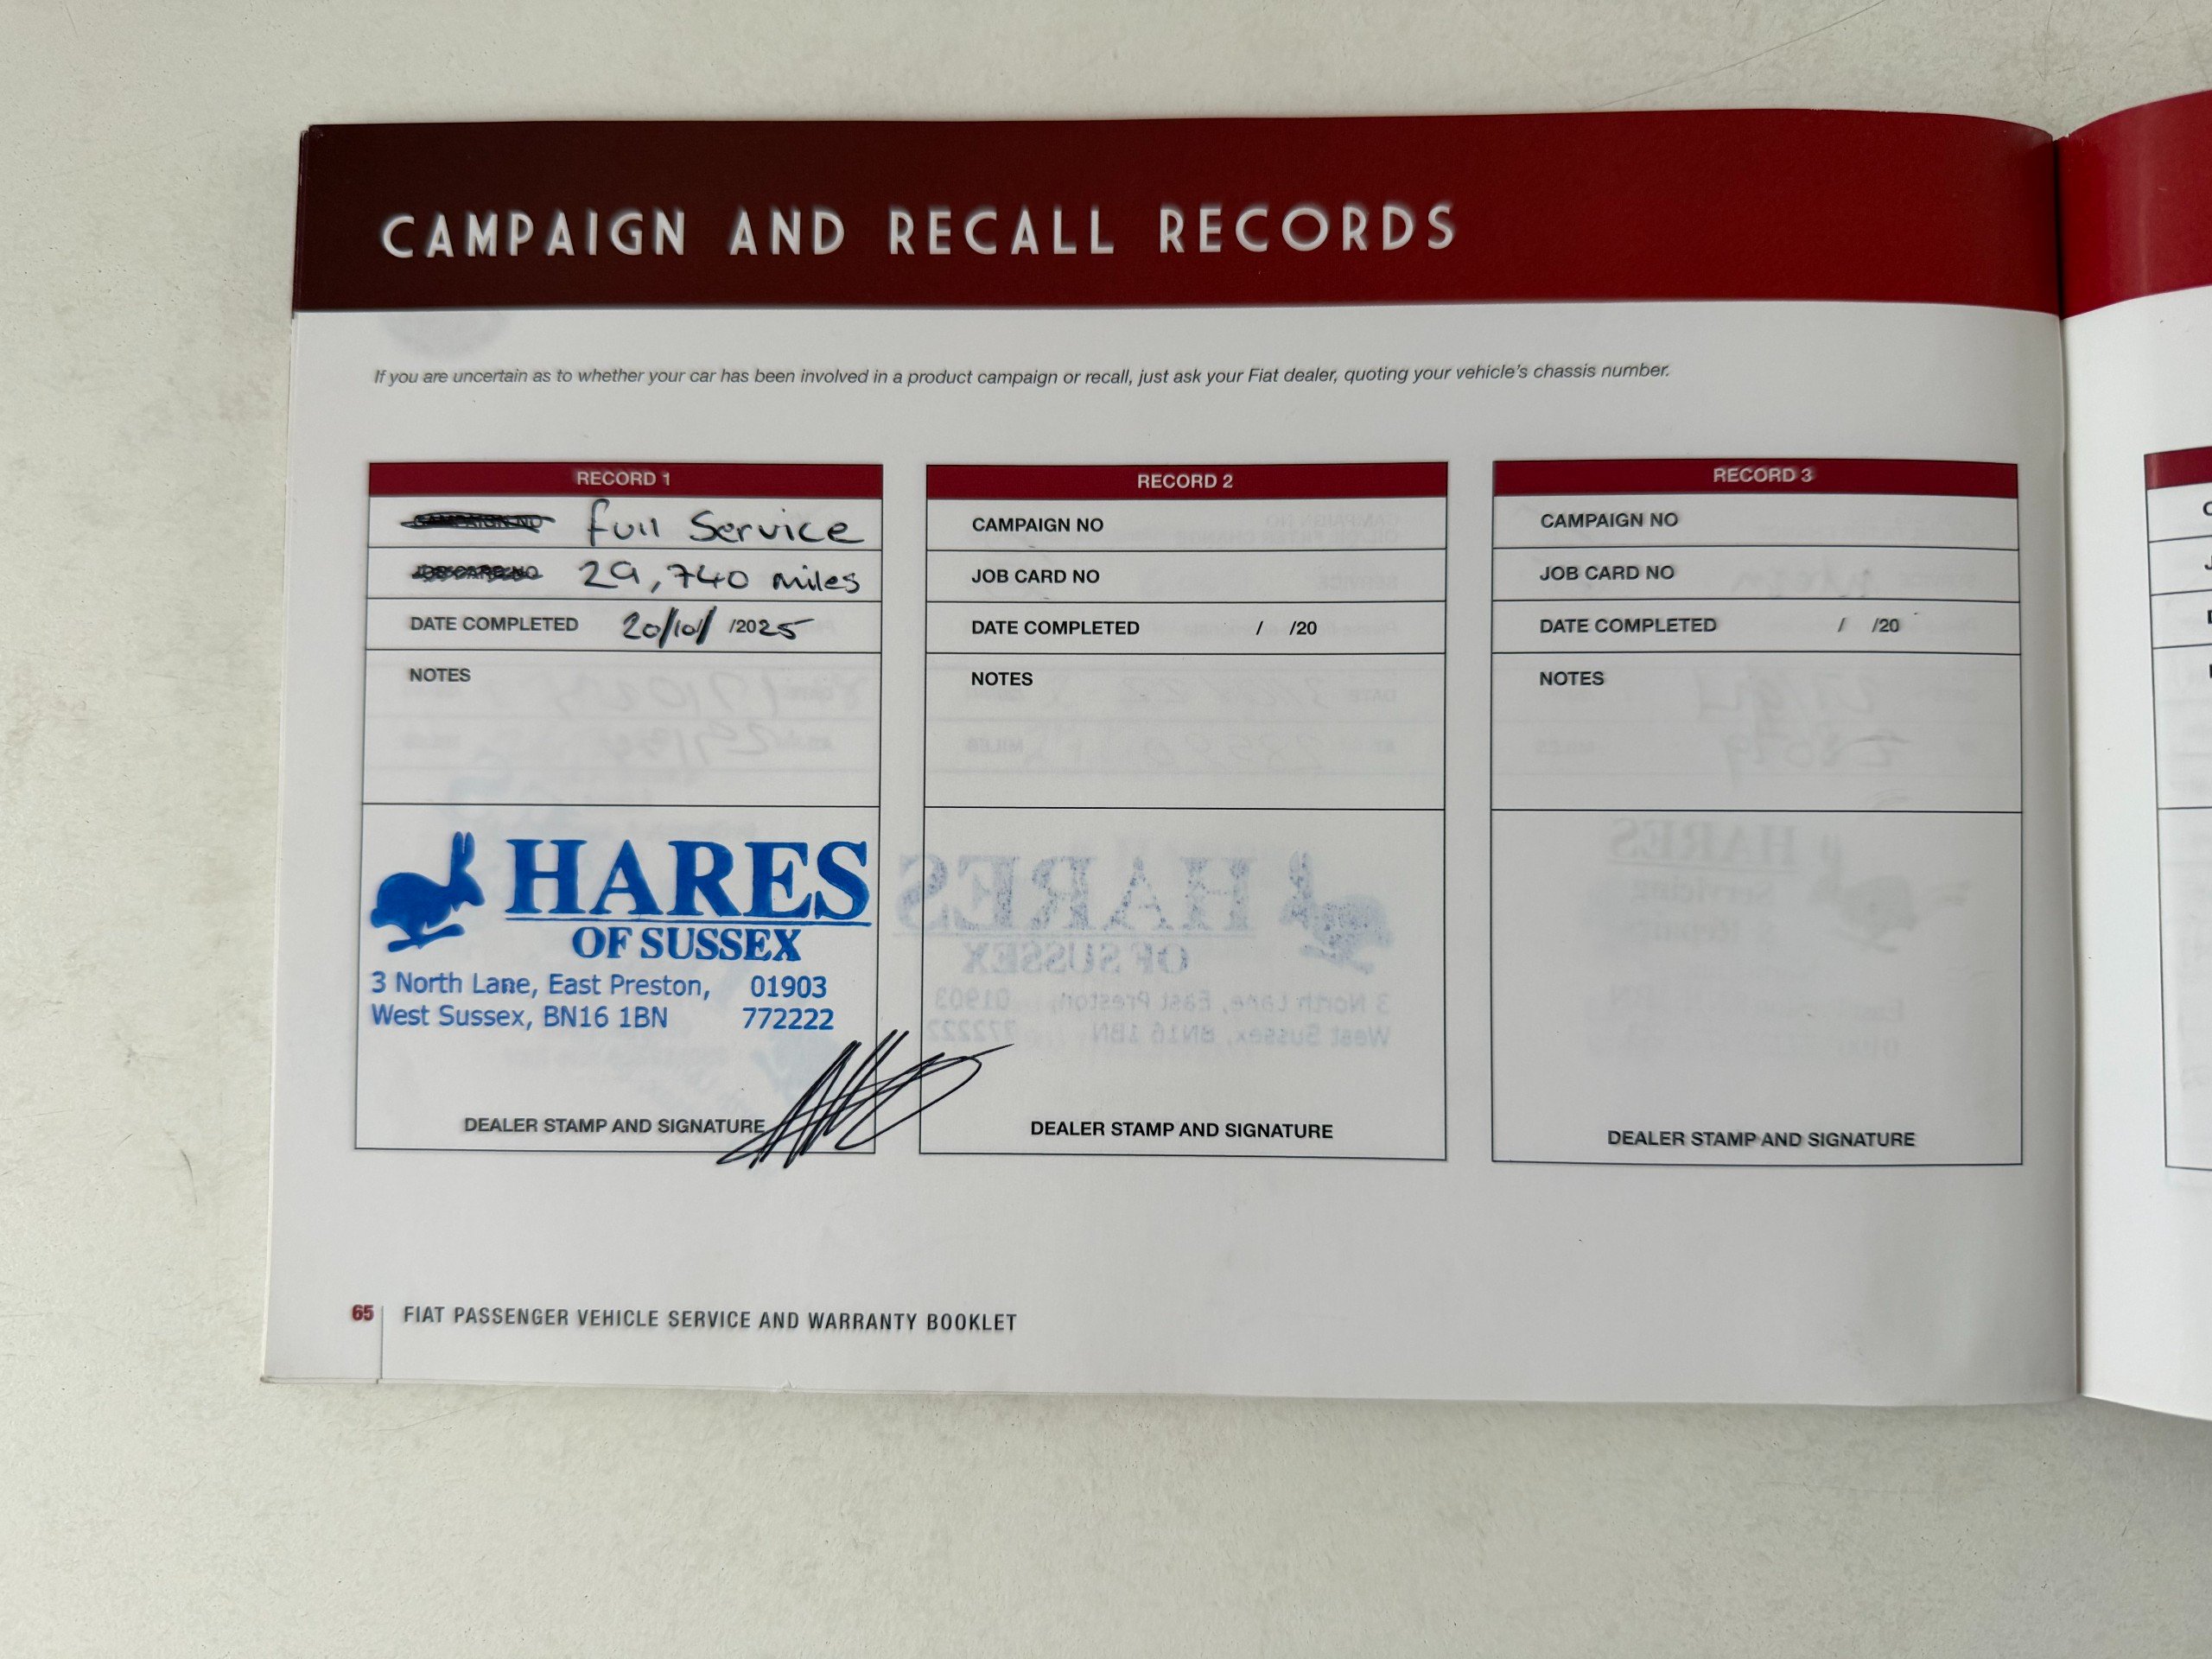 CAMPAIGN AND RECALL RECORDS
If you are uncertain as to whether your car has been involved in a product campaign or recall, just ask your Fiat dealer, quoting your vehicle's chassis number.
RECORD 1
CAMPAIGN NO Full Service
JOB CARD NO 29,740 miles
DATE COMPLETED 20/10/ /2025
NOTES
HARES
OF SUSSEX
3 North Lane, East Preston, 01903
West Sussex, BN16 1BN 772222
DEALER STAMP AND SIGNATURE
RECORD 2
CAMPAIGN NO
JOB CARD NO
DATE COMPLETED / /20
NOTES
DEALER STAMP AND SIGNATURE
RECORD 3
CAMPAIGN NO
JOB CARD NO
DATE COMPLETED / /20
NOTES
DEALER STAMP AND SIGNATURE
65 FIAT PASSENGER VEHICLE SERVICE AND WARRANTY BOOKLET